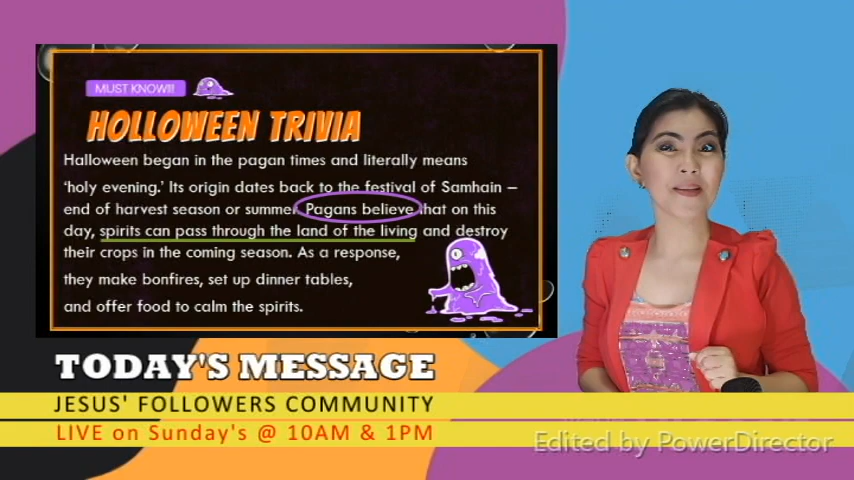 MUST KNOW!!!
HOLLOWEEN TRIVIA
Halloween began in the pagan times and literally means
'holy evening.' Its origin dates back to the festival of Samhain –
end of harvest season or summer. Pagans believe that on this
day, spirits can pass through the land of the living and destroy
their crops in the coming season. As a response,
they make bonfires, set up dinner tables,
and offer food to calm the spirits.
TODAY'S MESSAGE
JESUS' FOLLOWERS COMMUNITY
LIVE on Sunday's @ 10AM & 1PM
Edited by PowerDirector